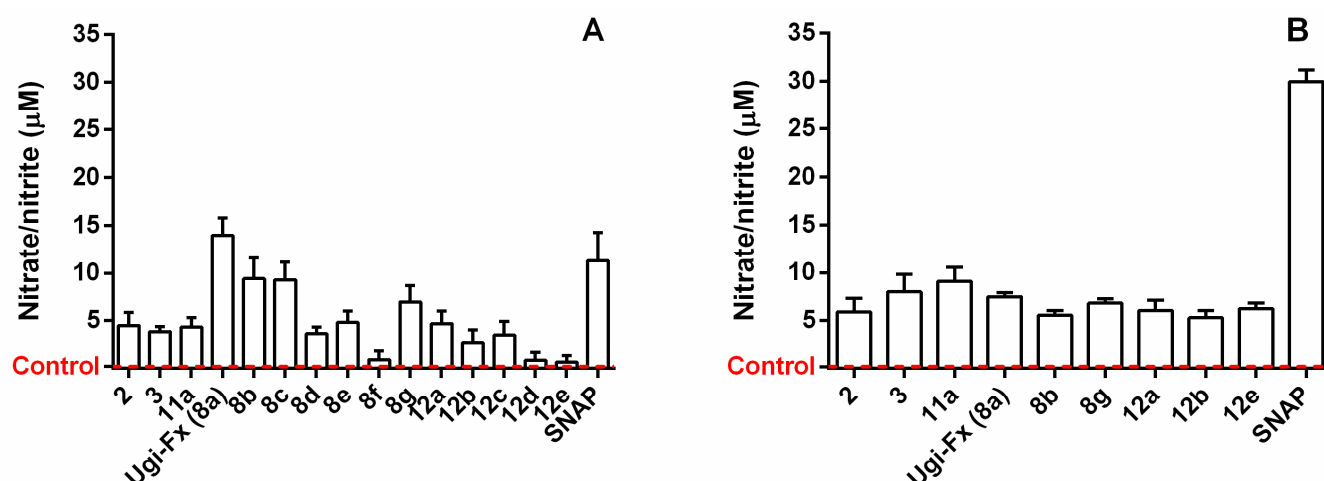 A
Nitrate/nitrite (μM)
35
30
25
20
15
10
5
Control
2
3
11a
Ugi-Fx (8a)
8b
8c
8d
8e
8f
8g
12a
12b
12c
12d
12e
SNAP
B
Nitrate/nitrite (μM)
35
30
25
20
15
10
5
Control
2
3
11a
Ugi-Fx (8a)
8b
8g
12a
12b
12e
SNAP